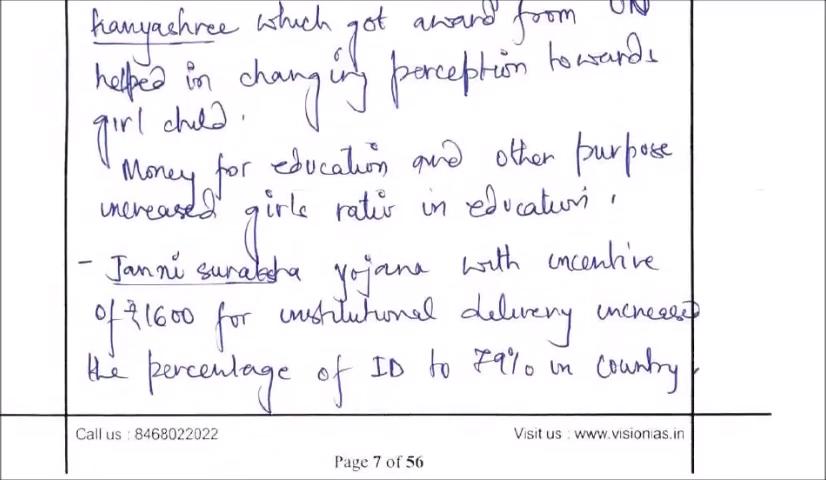 kanyashree which got award from UN
helped in changing perception towards
girl child.
Money for education and other purpose
increased girls ratio in education.
- Janni suraksha yojana with incentive
of ₹1600 for institutional delivery increased
the percentage of ID to 79% in country.
Call us : 8468022022
Visit us : www.visionias.in
Page 7 of 56